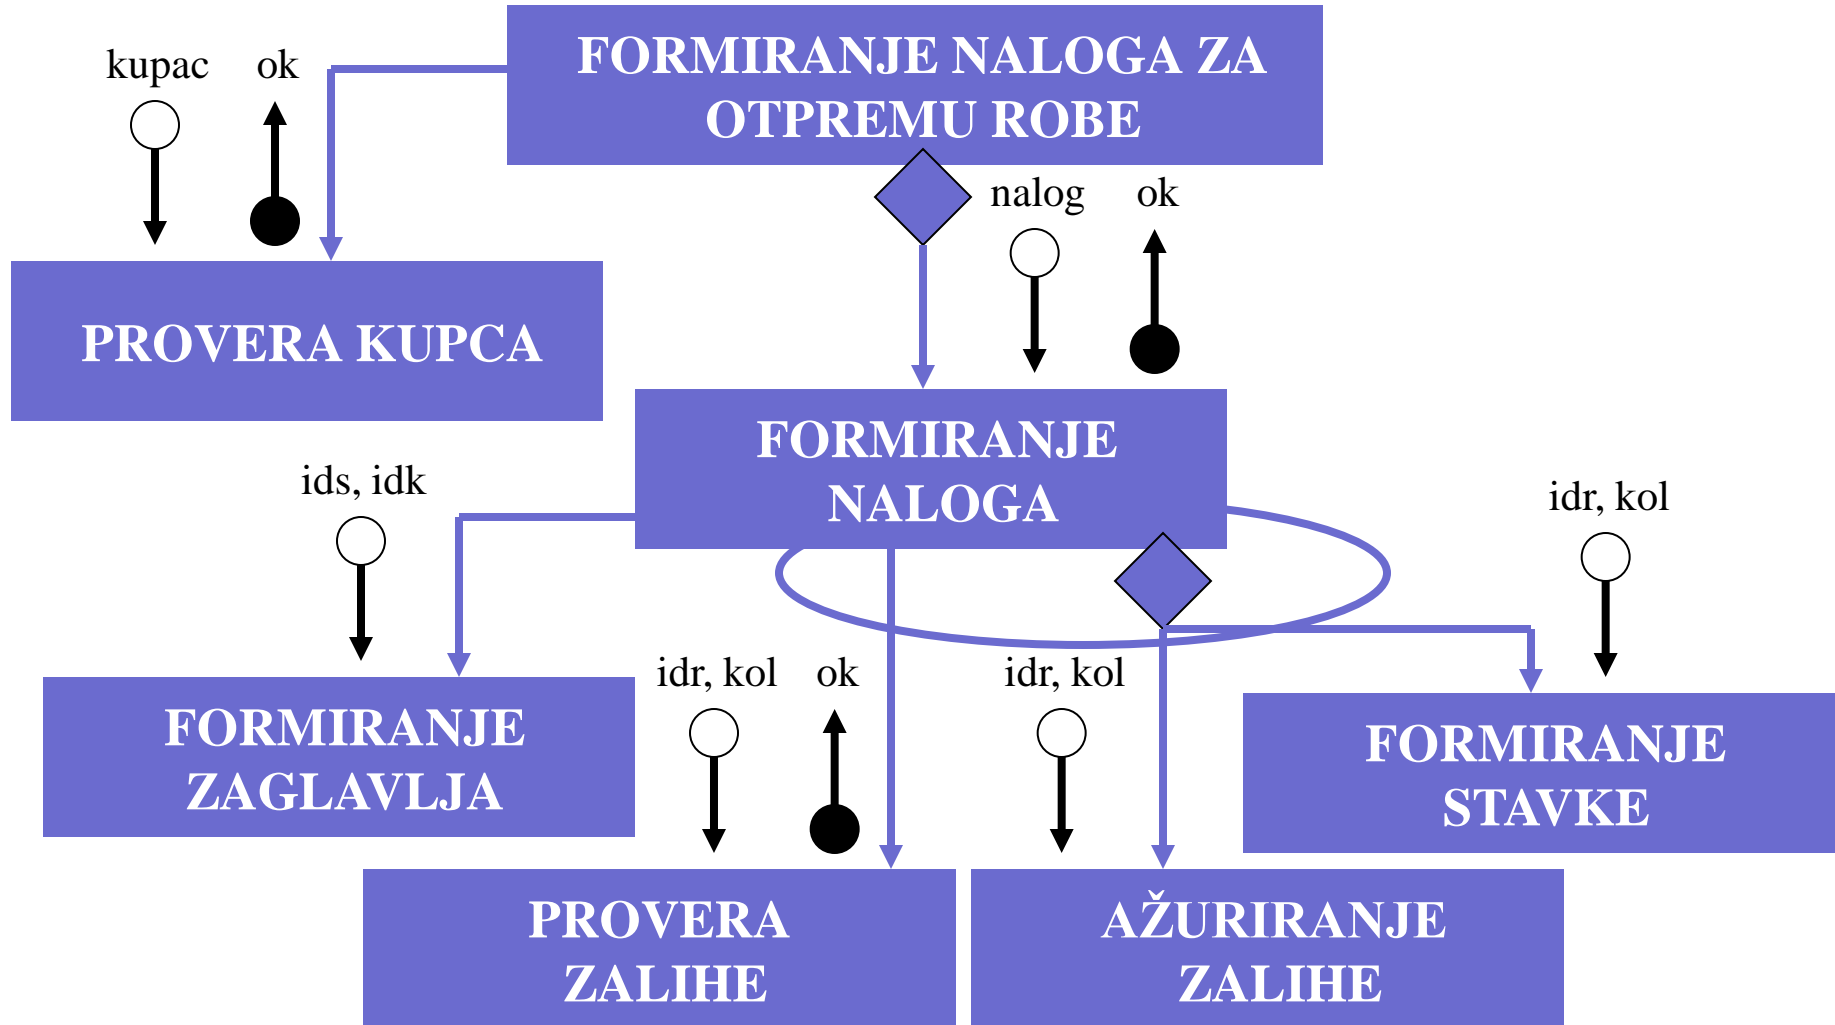 FORMIRANJE NALOGA ZA
OTPREMU ROBE
kupac ok
nalog ok
PROVERA KUPCA
FORMIRANJE
NALOGA
ids, idk
idr, kol
idr, kol ok
idr, kol
FORMIRANJE
ZAGLAVLJA
FORMIRANJE
STAVKE
PROVERA
ZALIHE
AŽURIRANJE
ZALIHE